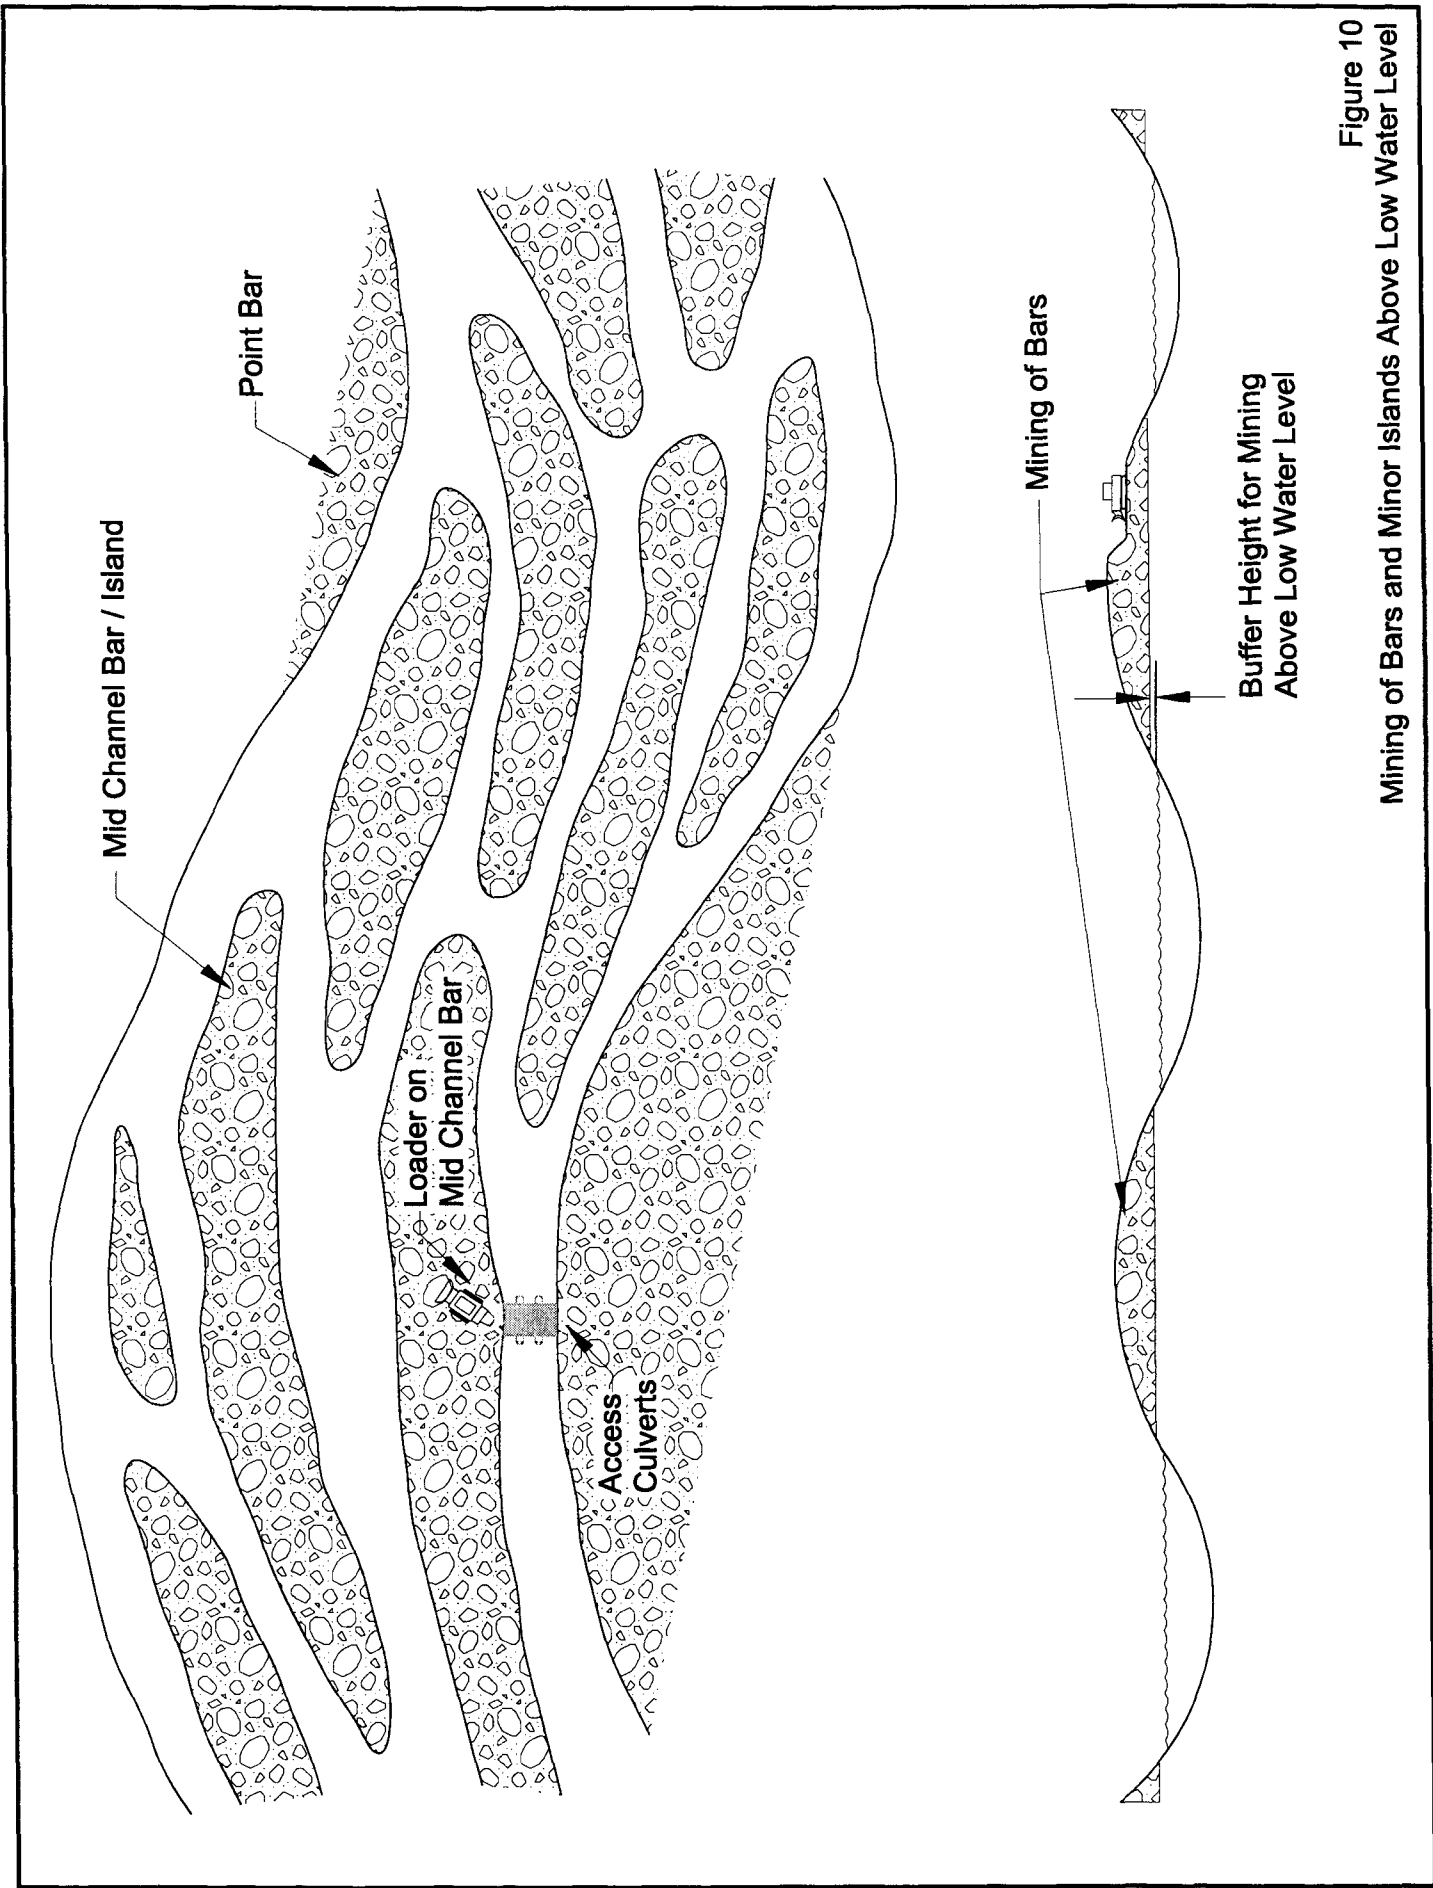 Mid Channel Bar / Island
Point Bar
Loader on
Mid Channel Bar
Access
Culverts
Mining of Bars
Buffer Height for Mining
Above Low Water Level
Figure 10
Mining of Bars and Minor Islands Above Low Water Level